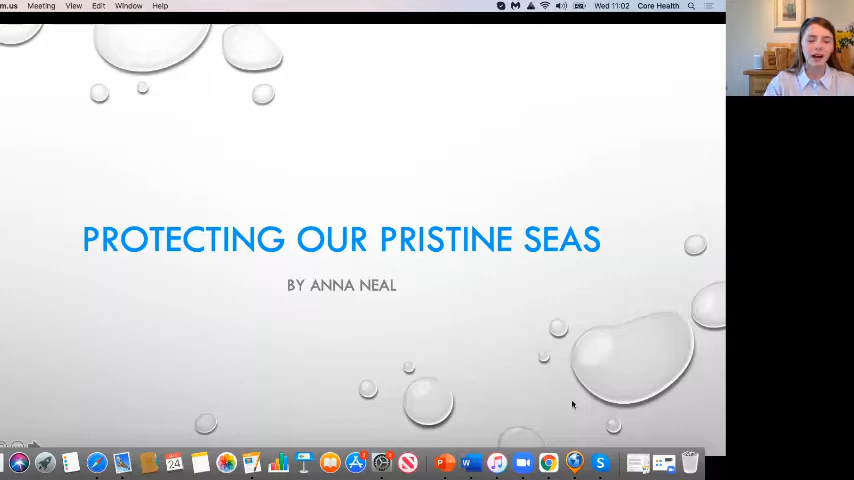 m.us Meeting View Edit Window Help Wed 11:02 Core Health
PROTECTING OUR PRISTINE SEAS
BY ANNA NEAL
24